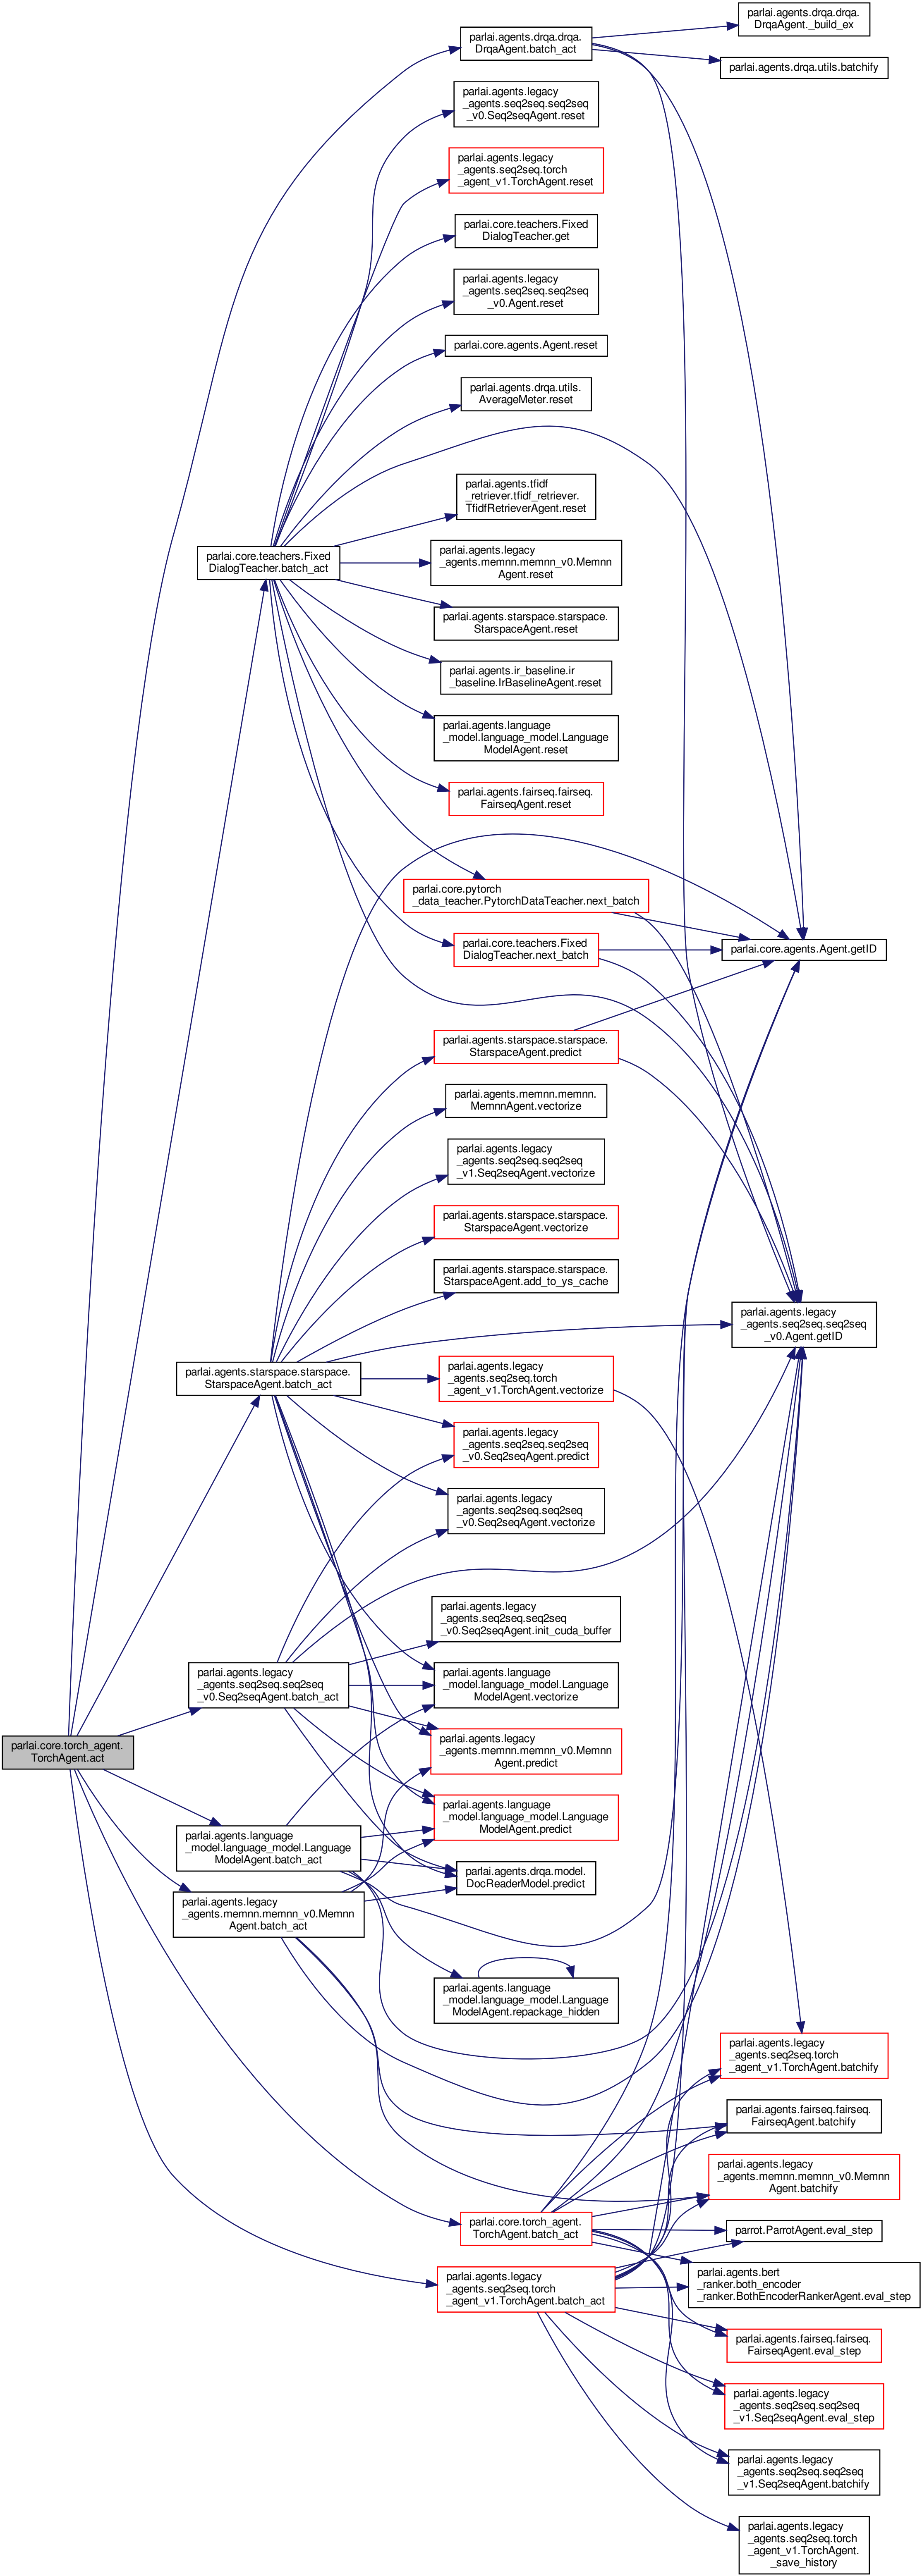 parlai.agents.drqa.drqa.
DrqaAgent._build_ex
parlai.agents.drqa.drqa.
DrqaAgent.batch_act
parlai.agents.drqa.utils.batchify
parlai.agents.legacy
_agents.seq2seq.seq2seq
_v0.Seq2seqAgent.reset
parlai.agents.legacy
_agents.seq2seq.torch
_agent_v1.TorchAgent.reset
parlai.core.teachers.Fixed
DialogTeacher.get
parlai.agents.legacy
_agents.seq2seq.seq2seq
_v0.Agent.reset
parlai.core.agents.Agent.reset
parlai.agents.drqa.utils.
AverageMeter.reset
parlai.agents.tfidf
_retriever.tfidf_retriever.
TfidfRetrieverAgent.reset
parlai.core.teachers.Fixed
DialogTeacher.batch_act
parlai.agents.legacy
_agents.memnn.memnn_v0.Memnn
Agent.reset
parlai.agents.starspace.starspace.
StarspaceAgent.reset
parlai.agents.ir_baseline.ir
_baseline.IrBaselineAgent.reset
parlai.agents.language
_model.language_model.Language
ModelAgent.reset
parlai.agents.fairseq.fairseq.
FairseqAgent.reset
parlai.core.pytorch
_data_teacher.PytorchDataTeacher.next_batch
parlai.core.teachers.Fixed
DialogTeacher.next_batch
parlai.core.agents.Agent.getID
parlai.agents.starspace.starspace.
StarspaceAgent.predict
parlai.agents.memnn.memnn.
MemnnAgent.vectorize
parlai.agents.legacy
_agents.seq2seq.seq2seq
_v1.Seq2seqAgent.vectorize
parlai.agents.starspace.starspace.
StarspaceAgent.vectorize
parlai.agents.starspace.starspace.
StarspaceAgent.add_to_ys_cache
parlai.agents.legacy
_agents.seq2seq.seq2seq
_v0.Agent.getID
parlai.agents.starspace.starspace.
StarspaceAgent.batch_act
parlai.agents.legacy
_agents.seq2seq.torch
_agent_v1.TorchAgent.vectorize
parlai.agents.legacy
_agents.seq2seq.seq2seq
_v0.Seq2seqAgent.predict
parlai.agents.legacy
_agents.seq2seq.seq2seq
_v0.Seq2seqAgent.vectorize
parlai.agents.legacy
_agents.seq2seq.seq2seq
_v0.Seq2seqAgent.init_cuda_buffer
parlai.agents.legacy
_agents.seq2seq.seq2seq
_v0.Seq2seqAgent.batch_act
parlai.agents.language
_model.language_model.Language
ModelAgent.vectorize
parlai.core.torch_agent.
TorchAgent.act
parlai.agents.legacy
_agents.memnn.memnn_v0.Memnn
Agent.predict
parlai.agents.language
_model.language_model.Language
ModelAgent.predict
parlai.agents.language
_model.language_model.Language
ModelAgent.batch_act
parlai.agents.drqa.model.
DocReaderModel.predict
parlai.agents.legacy
_agents.memnn.memnn_v0.Memnn
Agent.batch_act
parlai.agents.language
_model.language_model.Language
ModelAgent.repackage_hidden
parlai.agents.legacy
_agents.seq2seq.torch
_agent_v1.TorchAgent.batchify
parlai.agents.fairseq.fairseq.
FairseqAgent.batchify
parlai.agents.legacy
_agents.memnn.memnn_v0.Memnn
Agent.batchify
parlai.core.torch_agent.
TorchAgent.batch_act
parrot.ParrotAgent.eval_step
parlai.agents.legacy
_agents.seq2seq.torch
_agent_v1.TorchAgent.batch_act
parlai.agents.bert
_ranker.both_encoder
_ranker.BothEncoderRankerAgent.eval_step
parlai.agents.fairseq.fairseq.
FairseqAgent.eval_step
parlai.agents.legacy
_agents.seq2seq.seq2seq
_v1.Seq2seqAgent.eval_step
parlai.agents.legacy
_agents.seq2seq.seq2seq
_v1.Seq2seqAgent.batchify
parlai.agents.legacy
_agents.seq2seq.torch
_agent_v1.TorchAgent.
_save_history